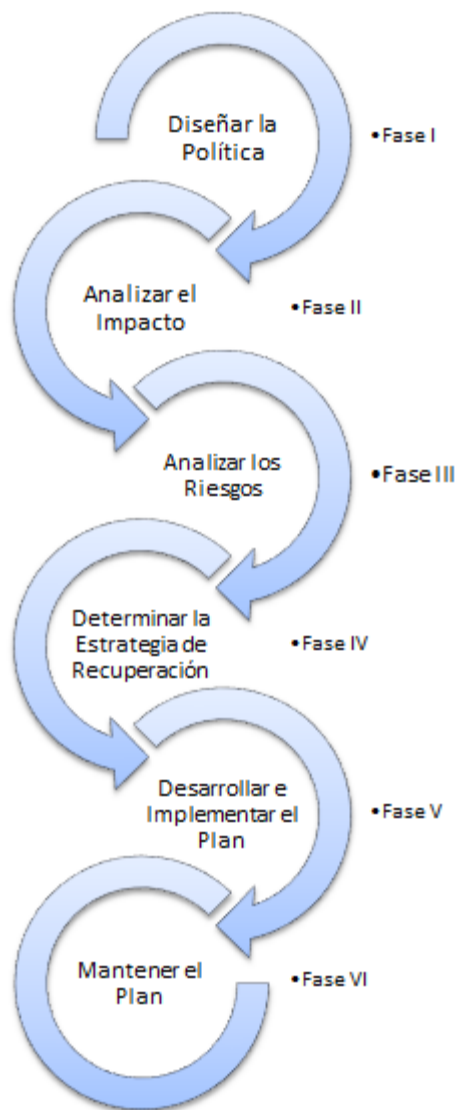 Diseñar la
Política
•Fase I
Analizar el
Impacto
•Fase II
Analizar los
Riesgos
•Fase III
Determinar la
Estrategia de
Recuperación
•Fase IV
Desarrollar e
Implementar el
Plan
•Fase V
Mantener el
Plan
•Fase VI